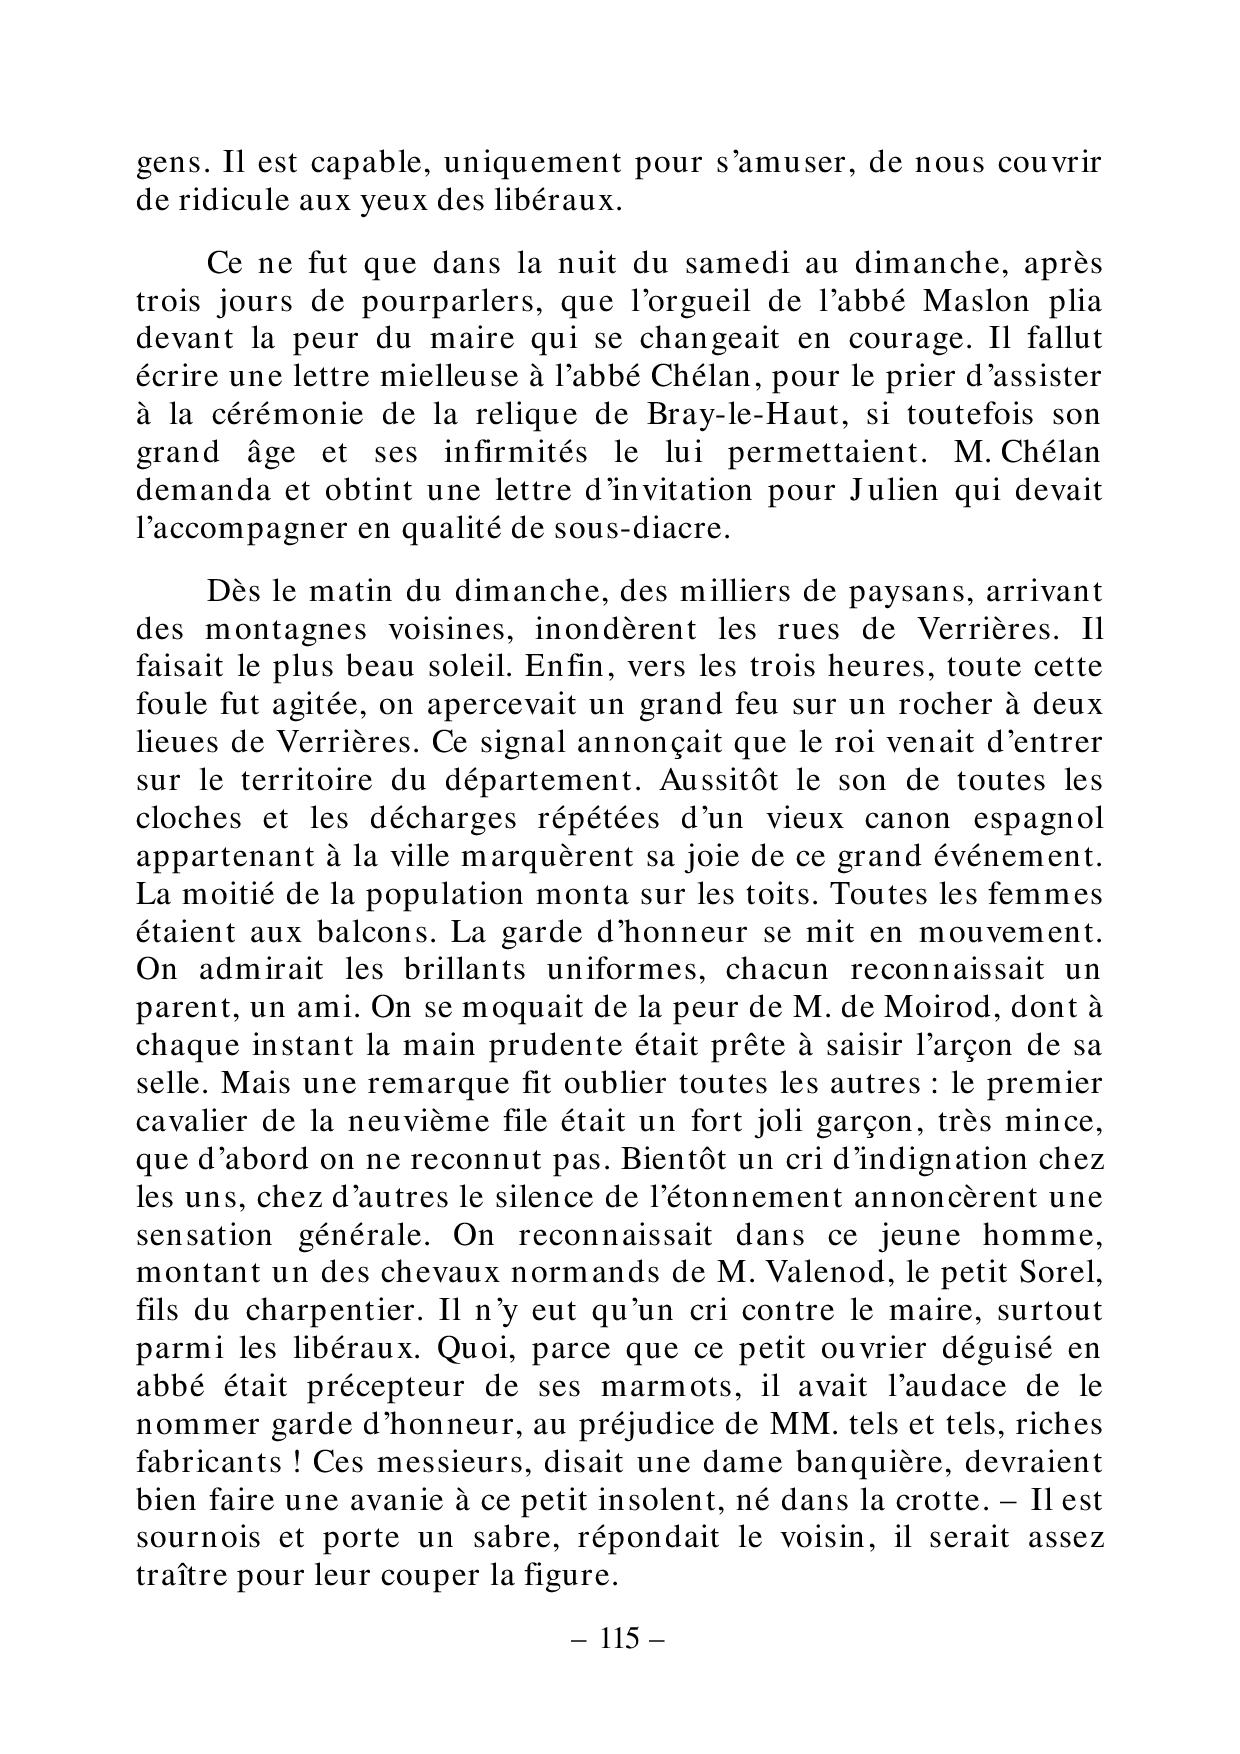 gens. Il est capable, uniquement pour s’amuser, de nous couvrir
de ridicule aux yeux des libéraux.
Ce ne fut que dans la nuit du samedi au dimanche, après
trois jours de pourparlers, que l’orgueil de l’abbé Maslon plia
devant la peur du maire qui se changeait en courage. Il fallut
écrire une lettre mielleuse à l’abbé Chélan, pour le prier d’assister
à la cérémonie de la relique de Bray-le-Haut, si toutefois son
grand âge et ses infirmités le lui permettaient. M. Chélan
demanda et obtint une lettre d’invitation pour Julien qui devait
l’accompagner en qualité de sous-diacre.
Dès le matin du dimanche, des milliers de paysans, arrivant
des montagnes voisines, inondèrent les rues de Verrières. Il
faisait le plus beau soleil. Enfin, vers les trois heures, toute cette
foule fut agitée, on apercevait un grand feu sur un rocher à deux
lieues de Verrières. Ce signal annonçait que le roi venait d’entrer
sur le territoire du département. Aussitôt le son de toutes les
cloches et les décharges répétées d’un vieux canon espagnol
appartenant à la ville marquèrent sa joie de ce grand événement.
La moitié de la population monta sur les toits. Toutes les femmes
étaient aux balcons. La garde d’honneur se mit en mouvement.
On admirait les brillants uniformes, chacun reconnaissait un
parent, un ami. On se moquait de la peur de M. de Moirod, dont à
chaque instant la main prudente était prête à saisir l’arçon de sa
selle. Mais une remarque fit oublier toutes les autres : le premier
cavalier de la neuvième file était un fort joli garçon, très mince,
que d’abord on ne reconnut pas. Bientôt un cri d’indignation chez
les uns, chez d’autres le silence de l’étonnement annoncèrent une
sensation générale. On reconnaissait dans ce jeune homme,
montant un des chevaux normands de M. Valenod, le petit Sorel,
fils du charpentier. Il n’y eut qu’un cri contre le maire, surtout
parmi les libéraux. Quoi, parce que ce petit ouvrier déguisé en
abbé était précepteur de ses marmots, il avait l’audace de le
nommer garde d’honneur, au préjudice de MM. tels et tels, riches
fabricants ! Ces messieurs, disait une dame banquière, devraient
bien faire une avanie à ce petit insolent, né dans la crotte. – Il est
sournois et porte un sabre, répondait le voisin, il serait assez
traître pour leur couper la figure.
– 115 –